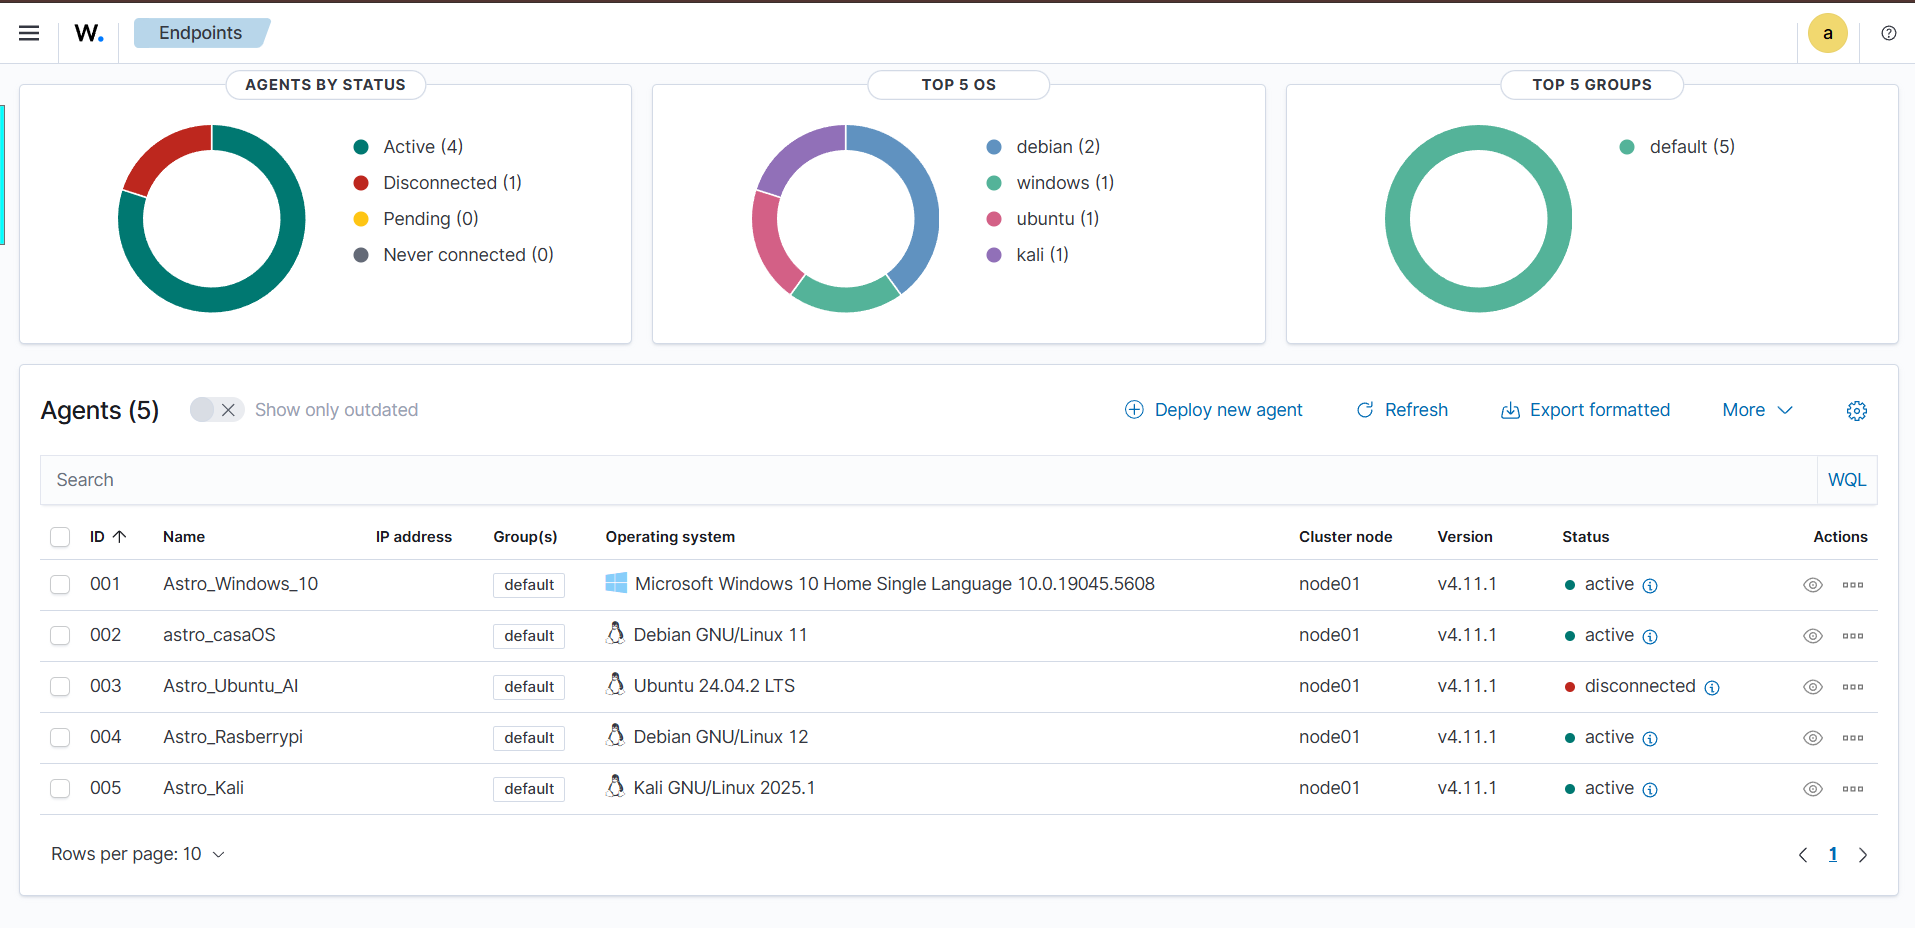 W. Endpoints a
AGENTS BY STATUS
Active (4)
Disconnected (1)
Pending (0)
Never connected (0)
TOP 5 OS
debian (2)
windows (1)
ubuntu (1)
kali (1)
TOP 5 GROUPS
default (5)
Agents (5) Show only outdated Deploy new agent Refresh Export formatted More
Search WQL
ID Name IP address Group(s) Operating system Cluster node Version Status Actions
001 Astro_Windows_10 default Microsoft Windows 10 Home Single Language 10.0.19045.5608 node01 v4.11.1 active
002 astro_casaOS default Debian GNU/Linux 11 node01 v4.11.1 active
003 Astro_Ubuntu_AI default Ubuntu 24.04.2 LTS node01 v4.11.1 disconnected
004 Astro_Rasberrypi default Debian GNU/Linux 12 node01 v4.11.1 active
005 Astro_Kali default Kali GNU/Linux 2025.1 node01 v4.11.1 active
Rows per page: 10 1